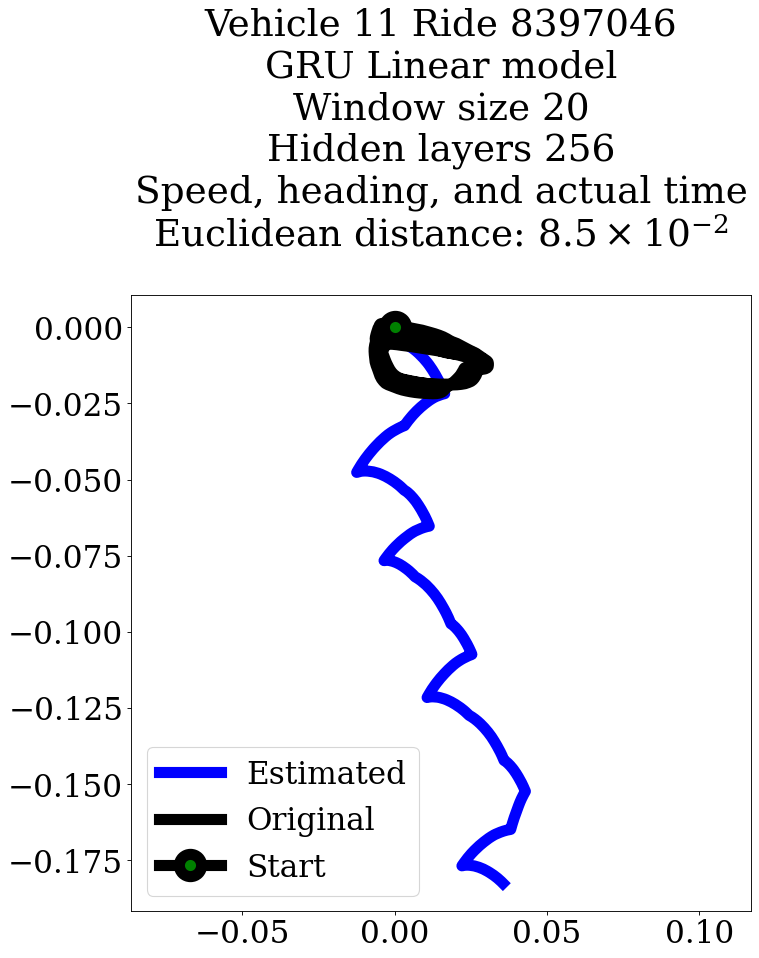 Vehicle 11 Ride 8397046
GRU Linear model
Window size 20
Hidden layers 256
Speed, heading, and actual time
Euclidean distance: 8.5 × 10⁻²
0.000
−0.025
−0.050
−0.075
−0.100
−0.125
−0.150
−0.175
Estimated
Original
Start
−0.05 0.00 0.05 0.10